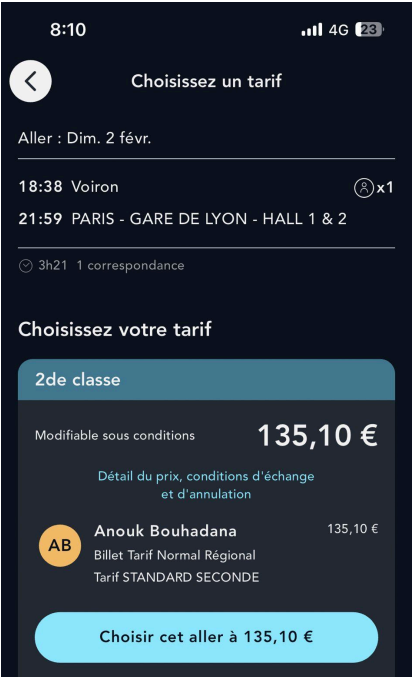 8:10
4G 23
Choisissez un tarif
Aller : Dim. 2 févr.
18:38 Voiron
x1
21:59 PARIS - GARE DE LYON - HALL 1 & 2
3h21 1 correspondance
Choisissez votre tarif
2de classe
Modifiable sous conditions
135,10 €
Détail du prix, conditions d'échange
et d'annulation
AB
Anouk Bouhadana
135,10 €
Billet Tarif Normal Régional
Tarif STANDARD SECONDE
Choisir cet aller à 135,10 €